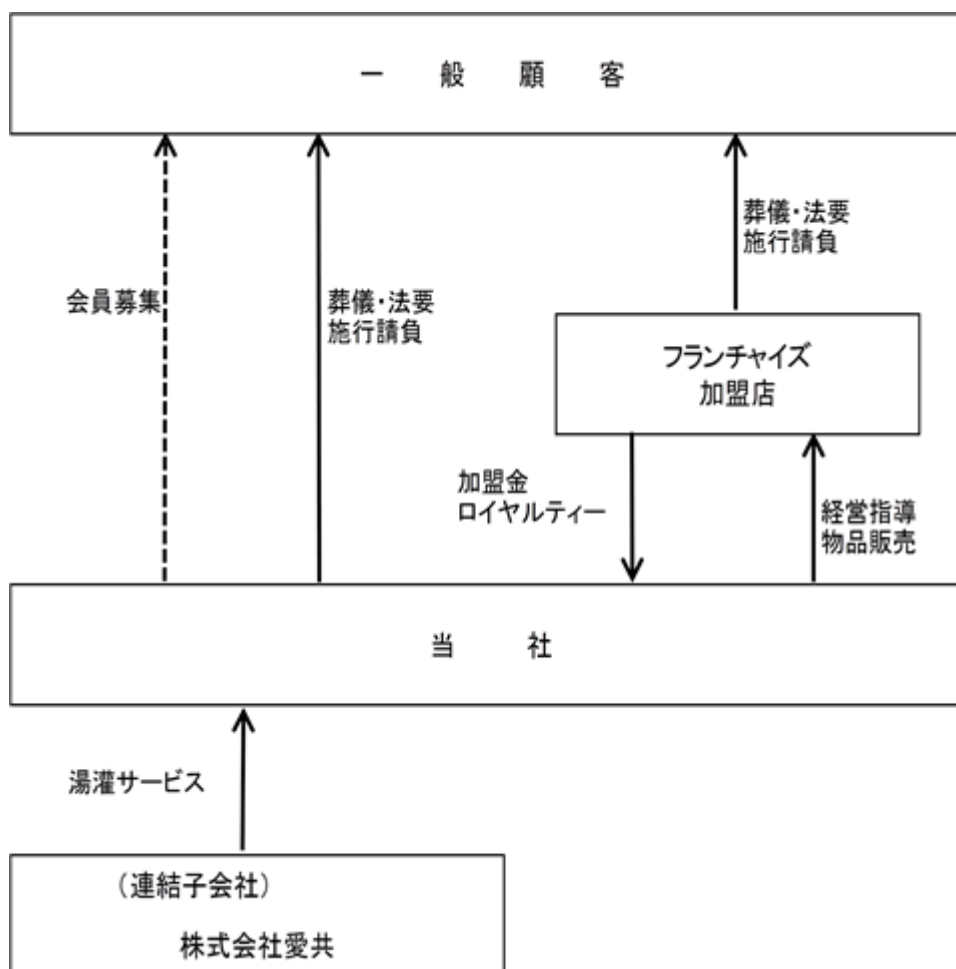 一般顧客
葬儀・法要
施行請負
会員募集
葬儀・法要
施行請負
フランチャイズ
加盟店
加盟金
ロイヤルティー
経営指導
物品販売
当社
湯灌サービス
（連結子会社）
株式会社愛共